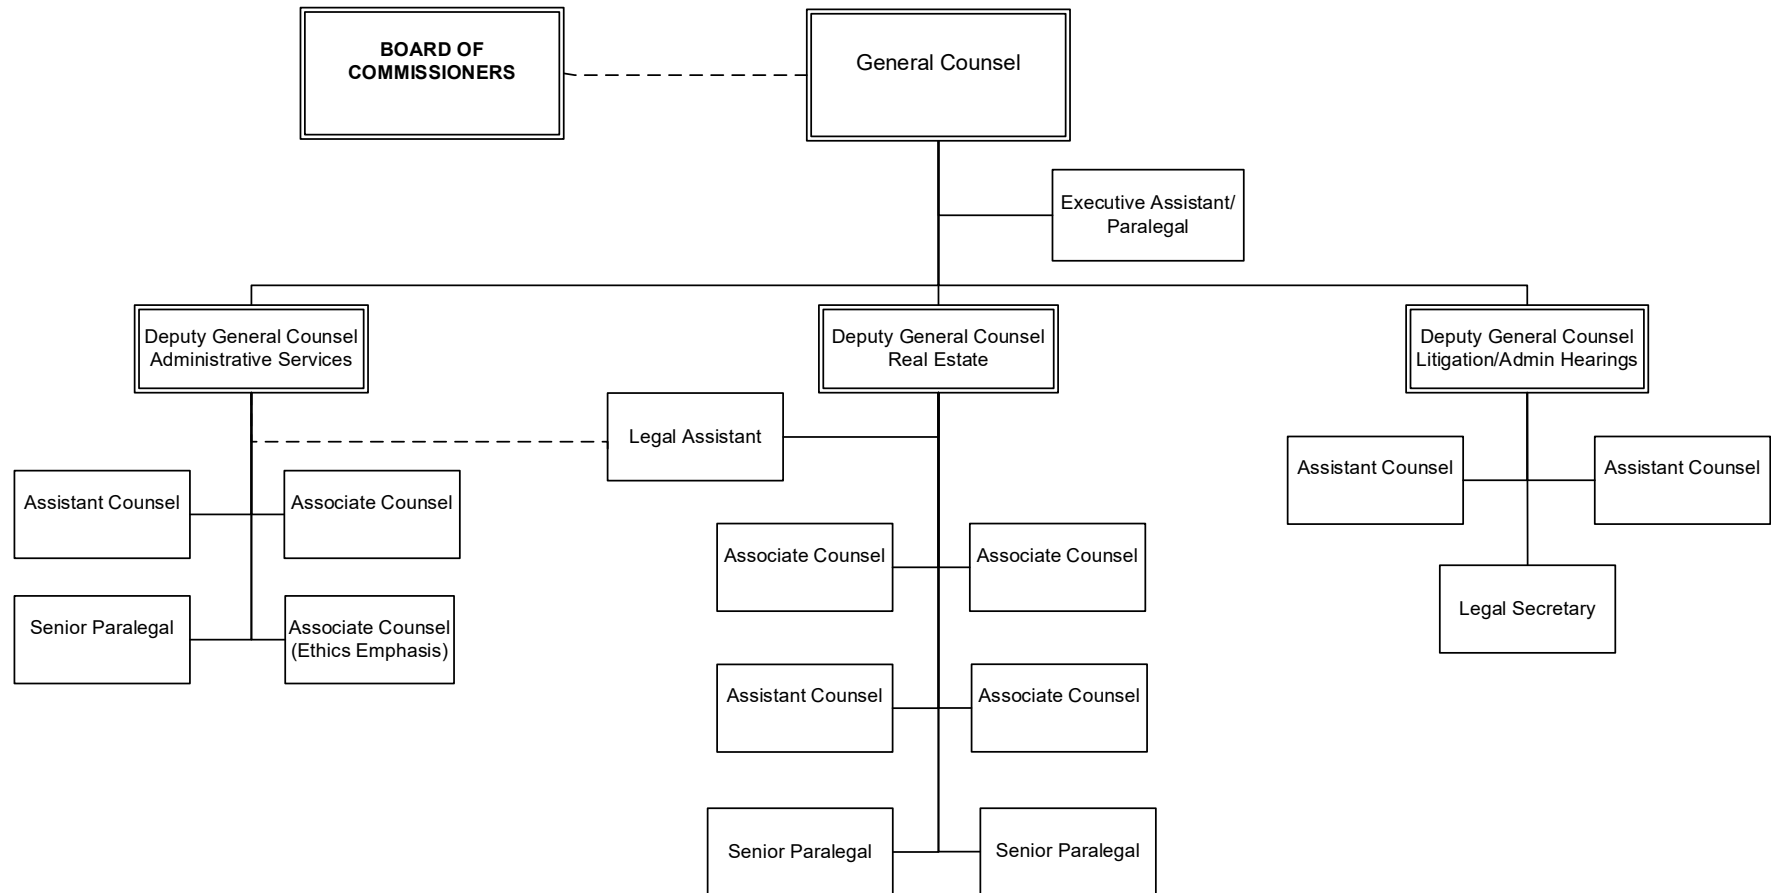 BOARD OF
COMMISSIONERS
General Counsel
Executive Assistant/
Paralegal
Deputy General Counsel
Administrative Services
Deputy General Counsel
Real Estate
Deputy General Counsel
Litigation/Admin Hearings
Legal Assistant
Assistant Counsel
Associate Counsel
Senior Paralegal
Associate Counsel
(Ethics Emphasis)
Associate Counsel
Associate Counsel
Assistant Counsel
Associate Counsel
Senior Paralegal
Senior Paralegal
Assistant Counsel
Assistant Counsel
Legal Secretary